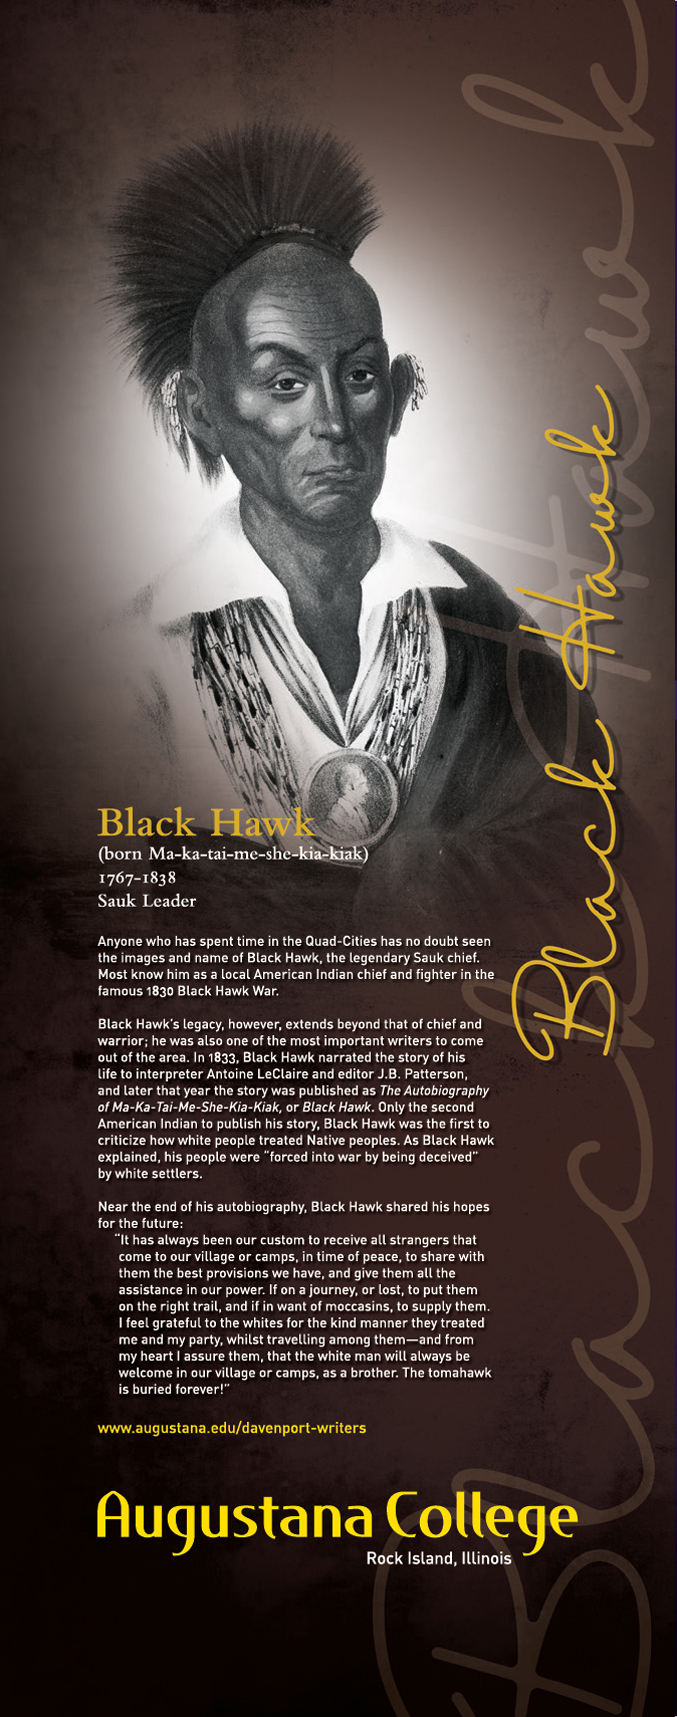 Black Hawk
Black Hawk
Black Hawk
(born Ma-ka-tai-me-she-kia-kiak)
1767-1838
Sauk Leader
Anyone who has spent time in the Quad-Cities has no doubt seen
the images and name of Black Hawk, the legendary Sauk chief.
Most know him as a local American Indian chief and fighter in the
famous 1830 Black Hawk War.
Black Hawk's legacy, however, extends beyond that of chief and
warrior; he was also one of the most important writers to come
out of the area. In 1833, Black Hawk narrated the story of his
life to interpreter Antoine LeClaire and editor J.B. Patterson,
and later that year the story was published as The Autobiography
of Ma-Ka-Tai-Me-She-Kia-Kiak, or Black Hawk. Only the second
American Indian to publish his story, Black Hawk was the first to
criticize how white people treated Native peoples. As Black Hawk
explained, his people were "forced into war by being deceived"
by white settlers.
Near the end of his autobiography, Black Hawk shared his hopes
for the future:
"It has always been our custom to receive all strangers that
come to our village or camps, in time of peace, to share with
them the best provisions we have, and give them all the
assistance in our power. If on a journey, or lost, to put them
on the right trail, and if in want of moccasins, to supply them.
I feel grateful to the whites for the kind manner they treated
me and my party, whilst travelling among them—and from
my heart I assure them, that the white man will always be
welcome in our village or camps, as a brother. The tomahawk
is buried forever!"
www.augustana.edu/davenport-writers
Augustana College
Rock Island, Illinois